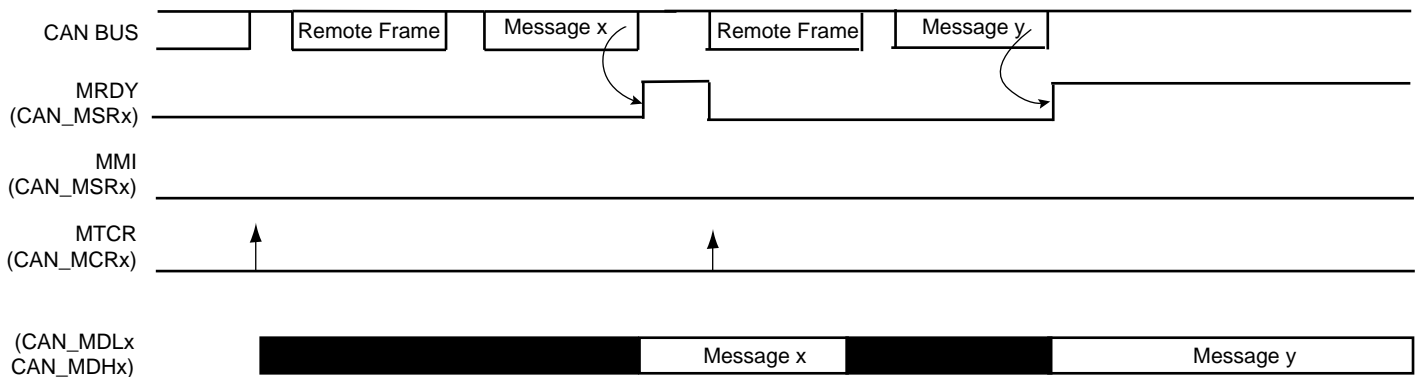 CAN BUS
Remote Frame
Message x
Remote Frame
Message y
MRDY
(CAN_MSRx)
MMI
(CAN_MSRx)
MTCR
(CAN_MCRx)
(CAN_MDLx
CAN_MDHx)
Message x
Message y